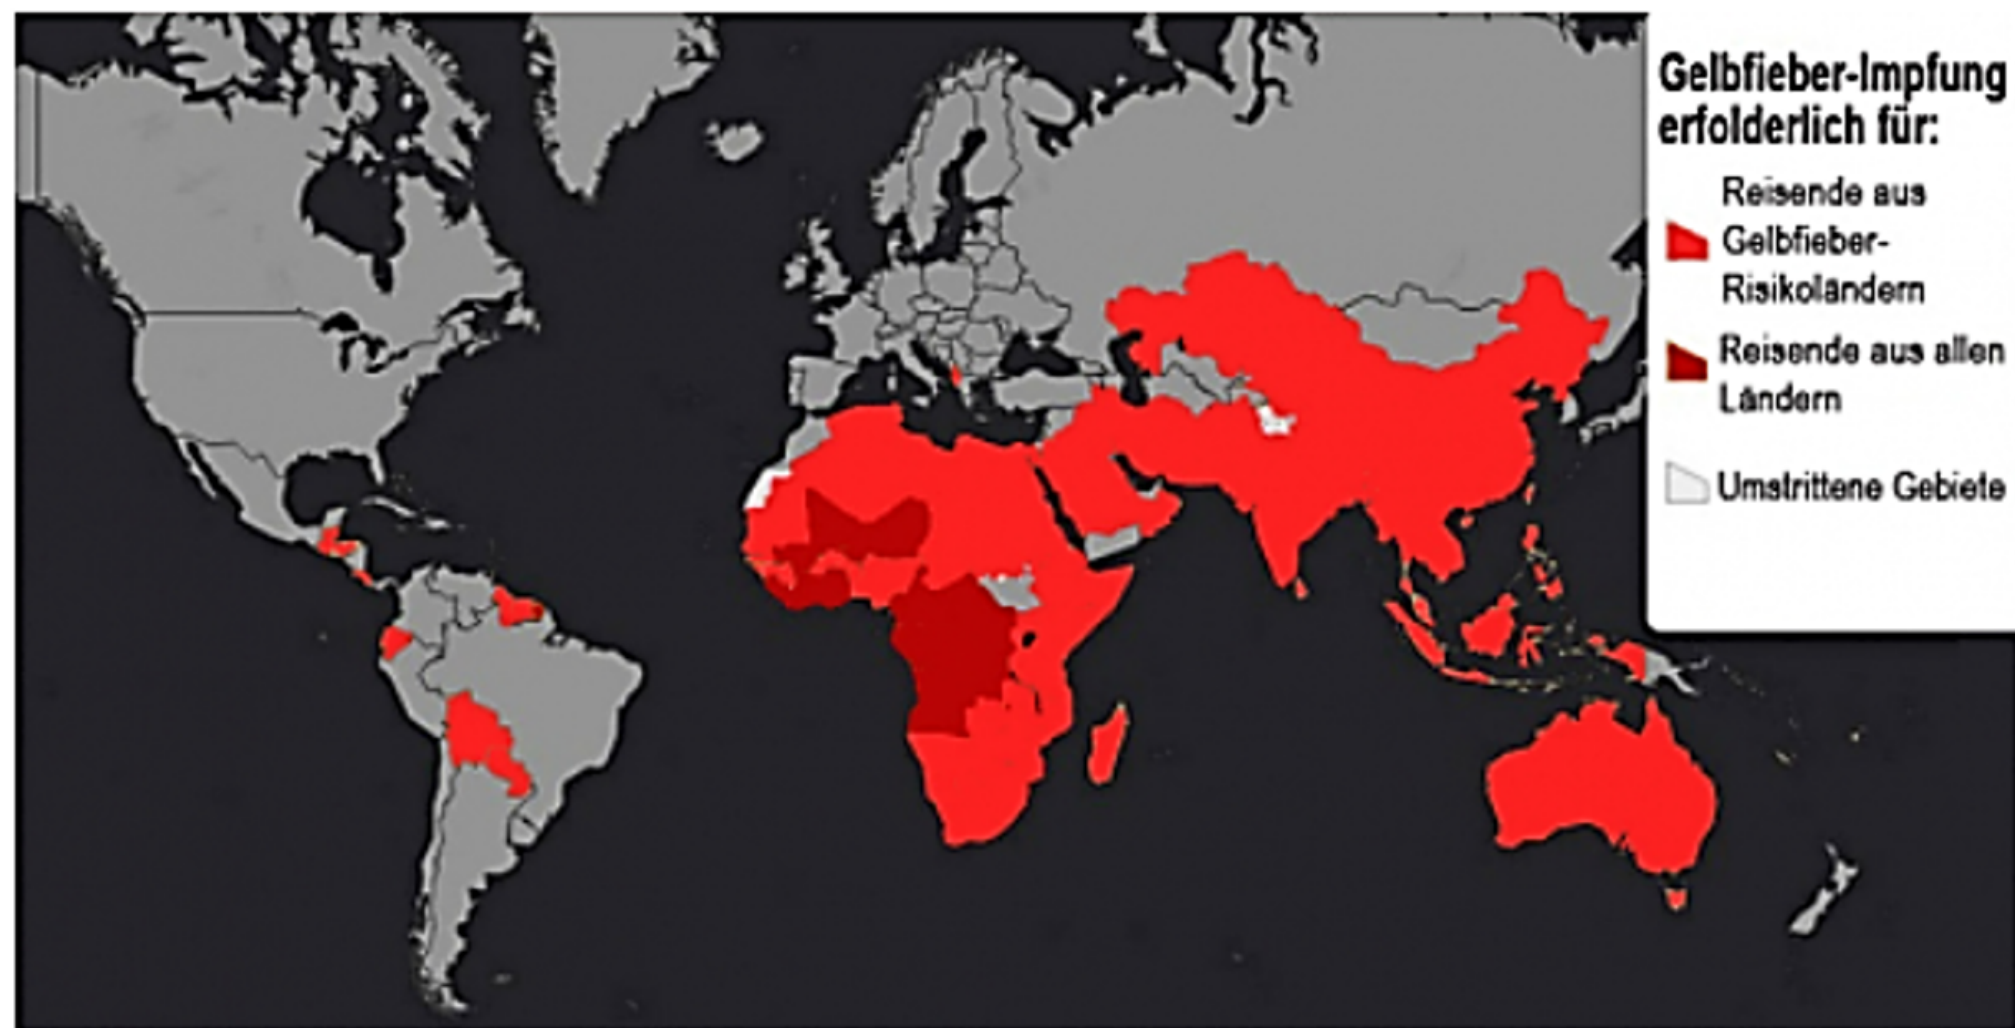 Gelbfieber-Impfung
erfolderlich für:
Reisende aus
Gelbfieber-
Risikoländern
Reisende aus allen
Ländern
Umstrittene Gebiete